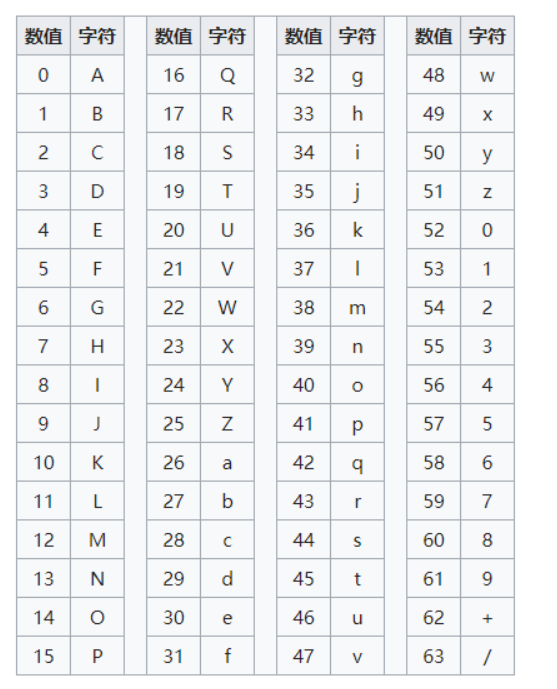 数值 字符 数值 字符 数值 字符 数值 字符
0 A 16 Q 32 g 48 w
1 B 17 R 33 h 49 x
2 C 18 S 34 i 50 y
3 D 19 T 35 j 51 z
4 E 20 U 36 k 52 0
5 F 21 V 37 l 53 1
6 G 22 W 38 m 54 2
7 H 23 X 39 n 55 3
8 I 24 Y 40 o 56 4
9 J 25 Z 41 p 57 5
10 K 26 a 42 q 58 6
11 L 27 b 43 r 59 7
12 M 28 c 44 s 60 8
13 N 29 d 45 t 61 9
14 O 30 e 46 u 62 +
15 P 31 f 47 v 63 /